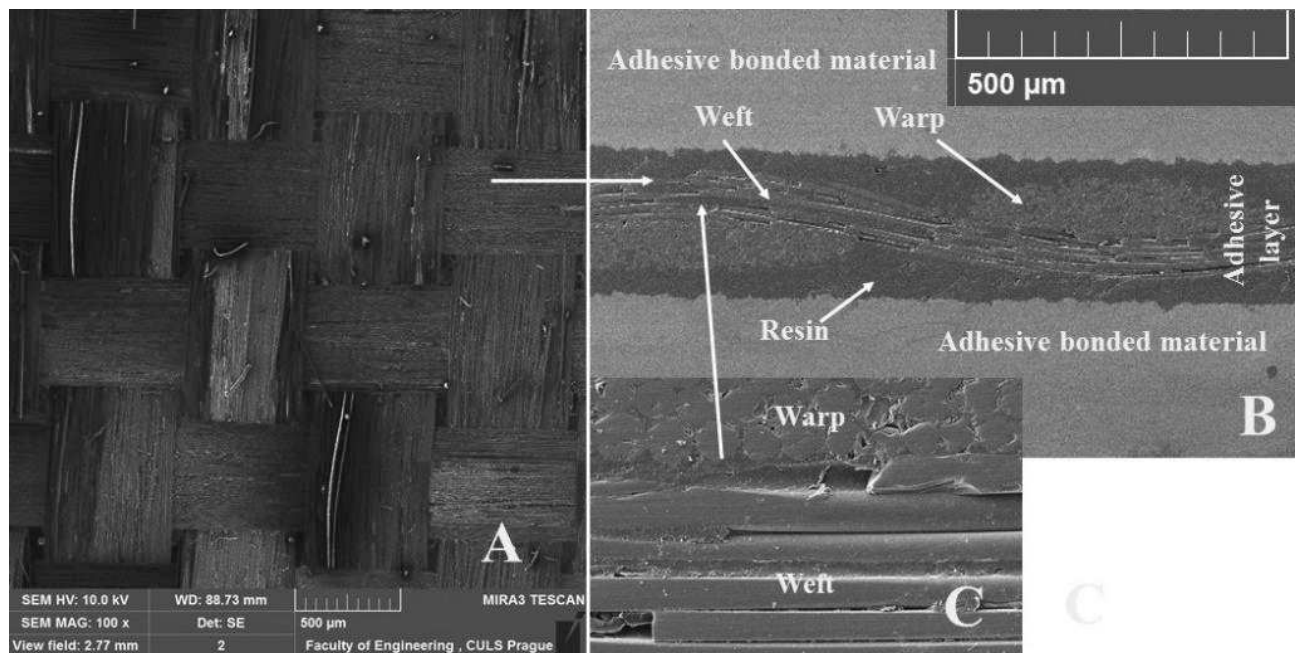 A
SEM HV: 10.0 kV
WD: 88.73 mm
MIRA3 TESCAN
SEM MAG: 100 x
Det: SE
500 µm
View field: 2.77 mm
2
Faculty of Engineering , CULS Prague
500 µm
Adhesive bonded material
Weft
Warp
Adhesive
layer
Resin
Adhesive bonded material
B
Warp
Weft
C
C